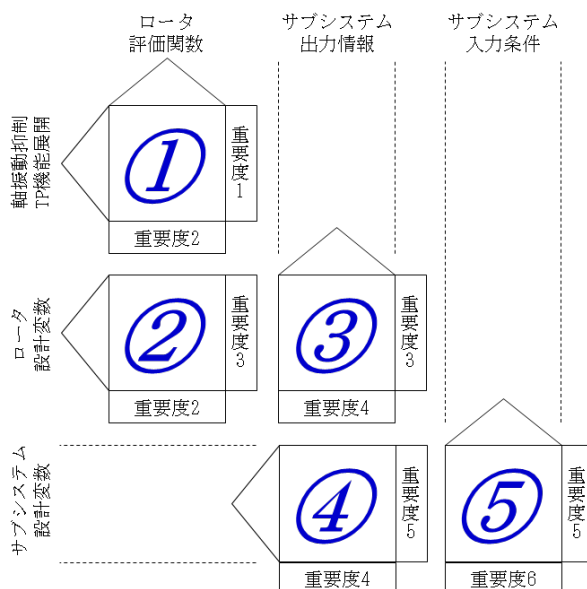 ロータ
評価関数
サブシステム
出力情報
サブシステム
入力条件
軸振動抑制
TP機能展開
①
重要度1
重要度2
ロータ
設計変数
②
重要度3
重要度2
③
重要度3
重要度4
サブシステム
設計変数
④
重要度5
重要度4
⑤
重要度5
重要度6